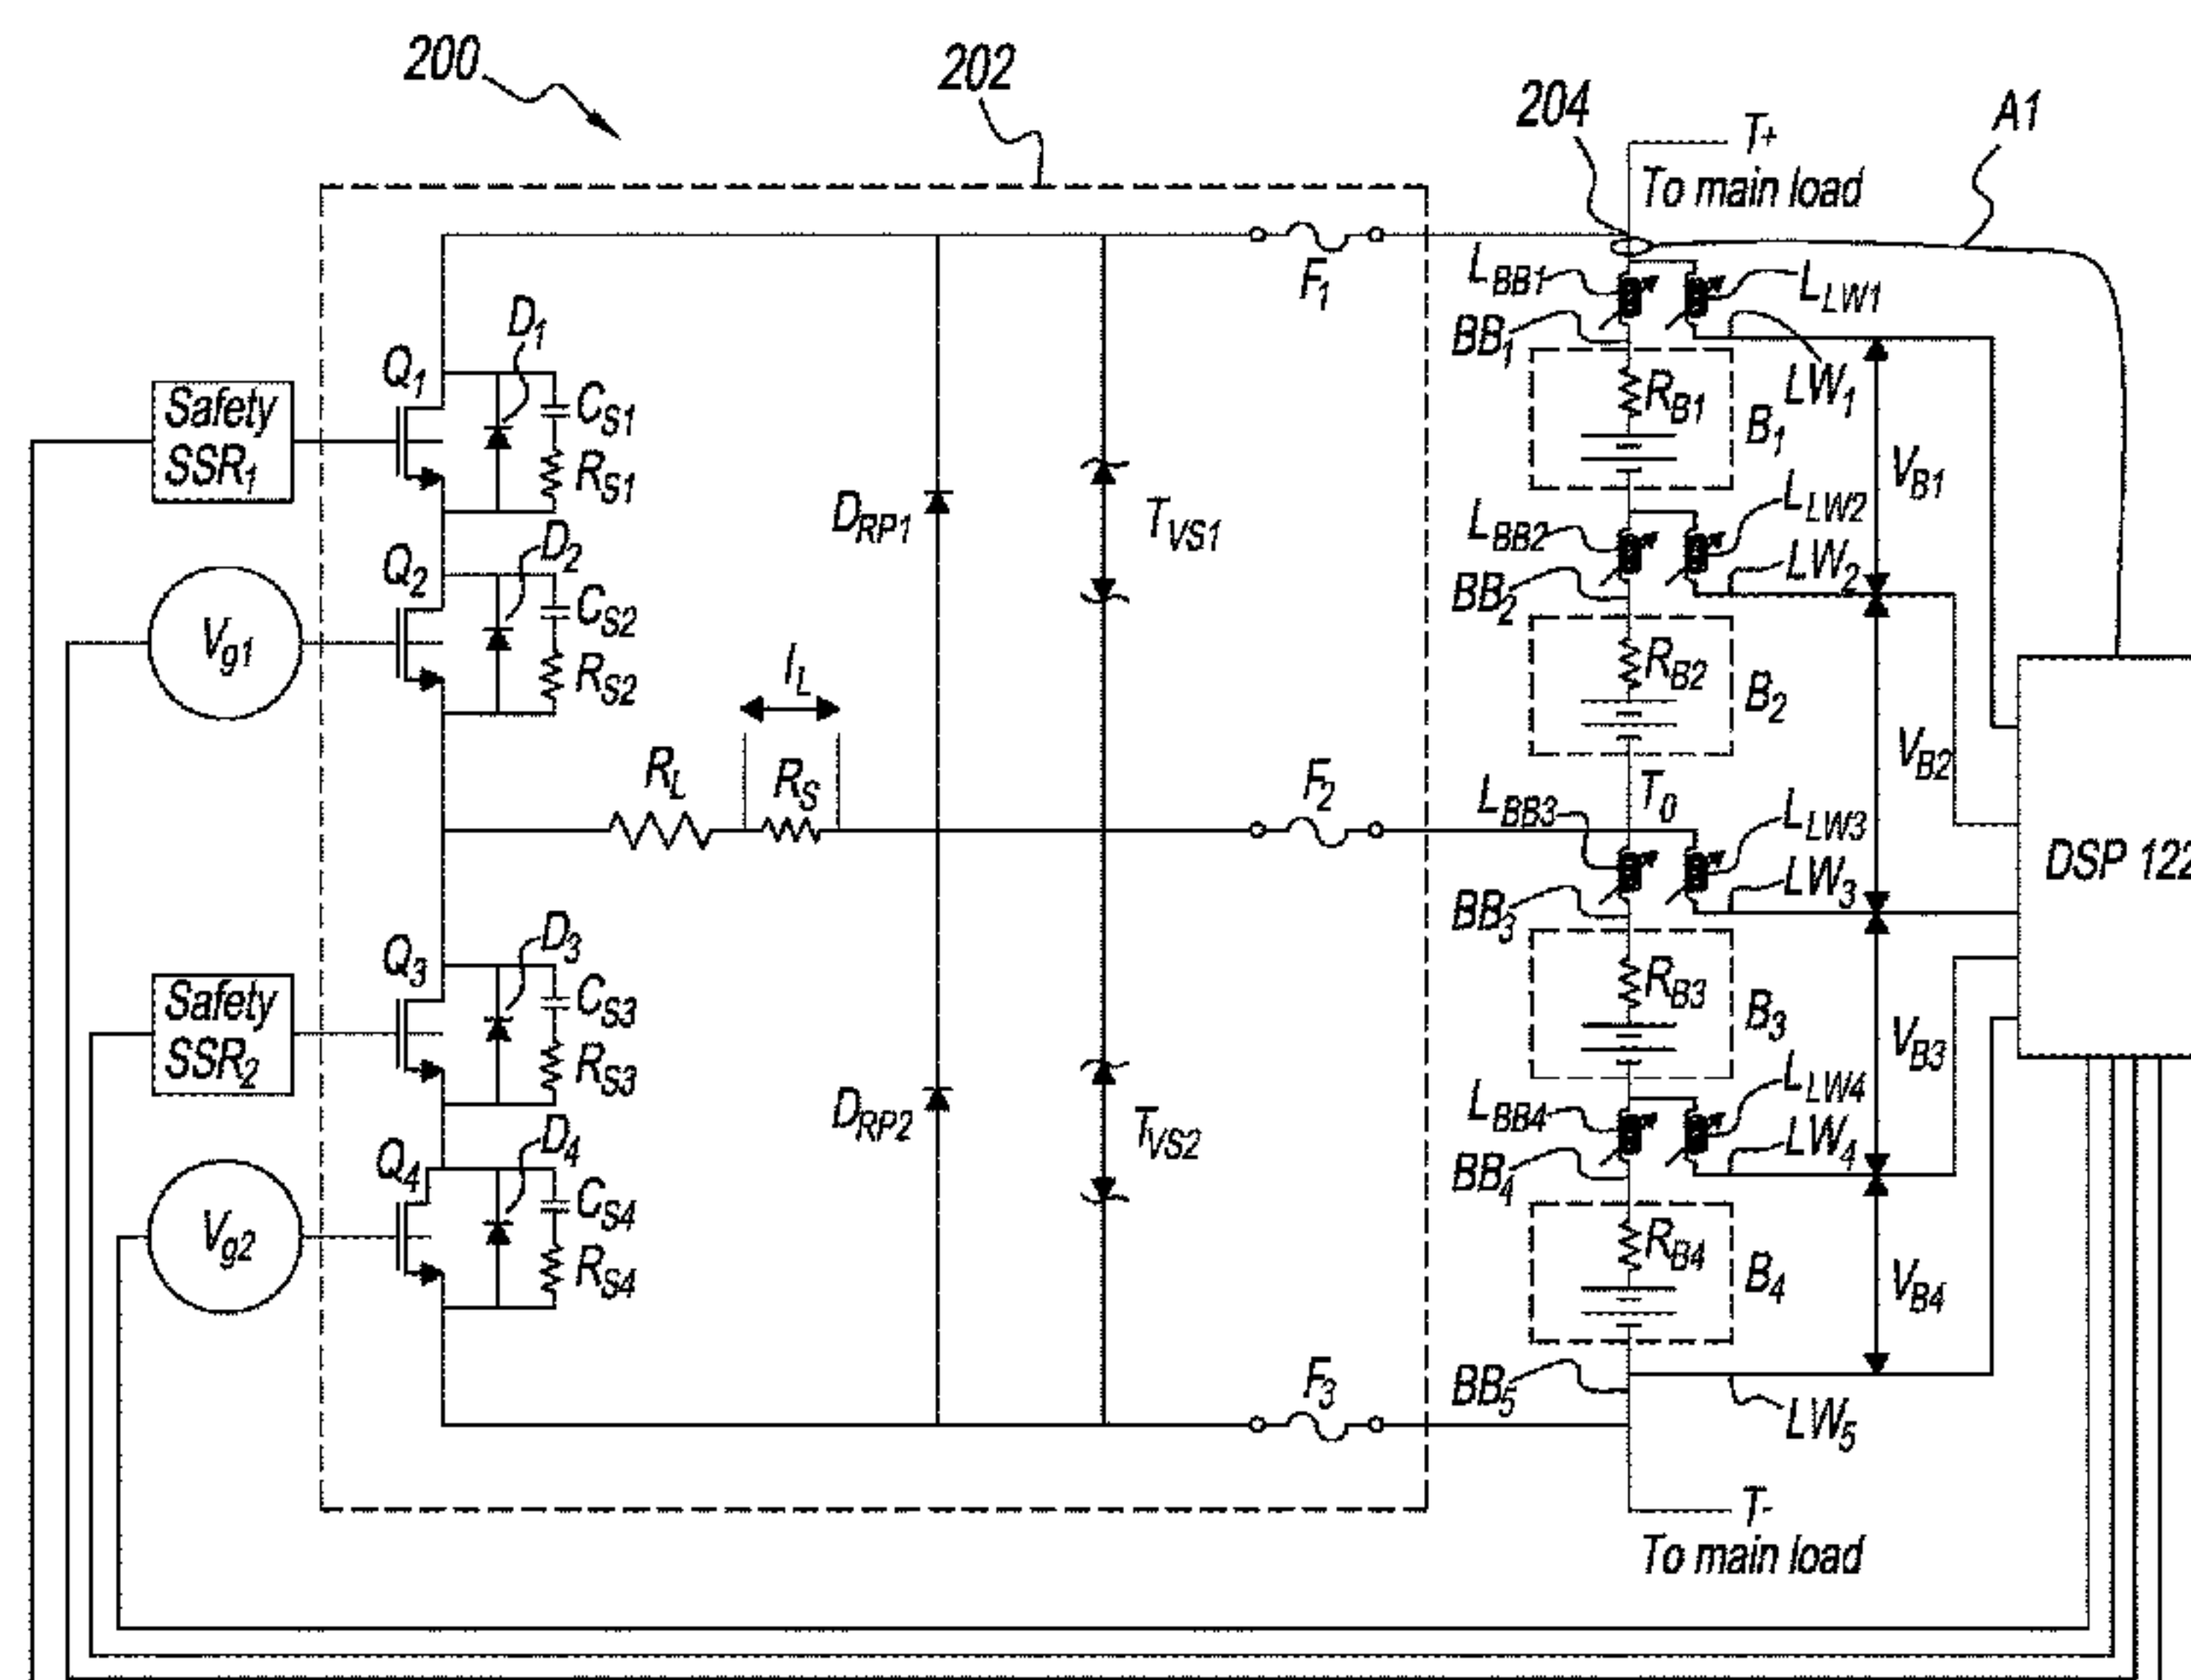 200
202
204
A1
T+
To main load
F1
LBB1
LLW1
BB1
LW1
D1
Q1
CS1
RS1
Safety
SSR1
RB1
B1
VB1
DRP1
TVS1
LBB2
LLW2
BB2
LW2
D2
Q2
CS2
RS2
Vg1
IL
RL
RS
RB2
B2
VB2
F2
T0
LBB3
LLW3
BB3
LW3
DSP 122
D3
Q3
CS3
RS3
Safety
SSR2
RB3
B3
VB3
DRP2
TVS2
LBB4
LLW4
BB4
LW4
D4
Q4
CS4
RS4
Vg2
RB4
B4
VB4
F3
BB5
LW5
T-
To main load